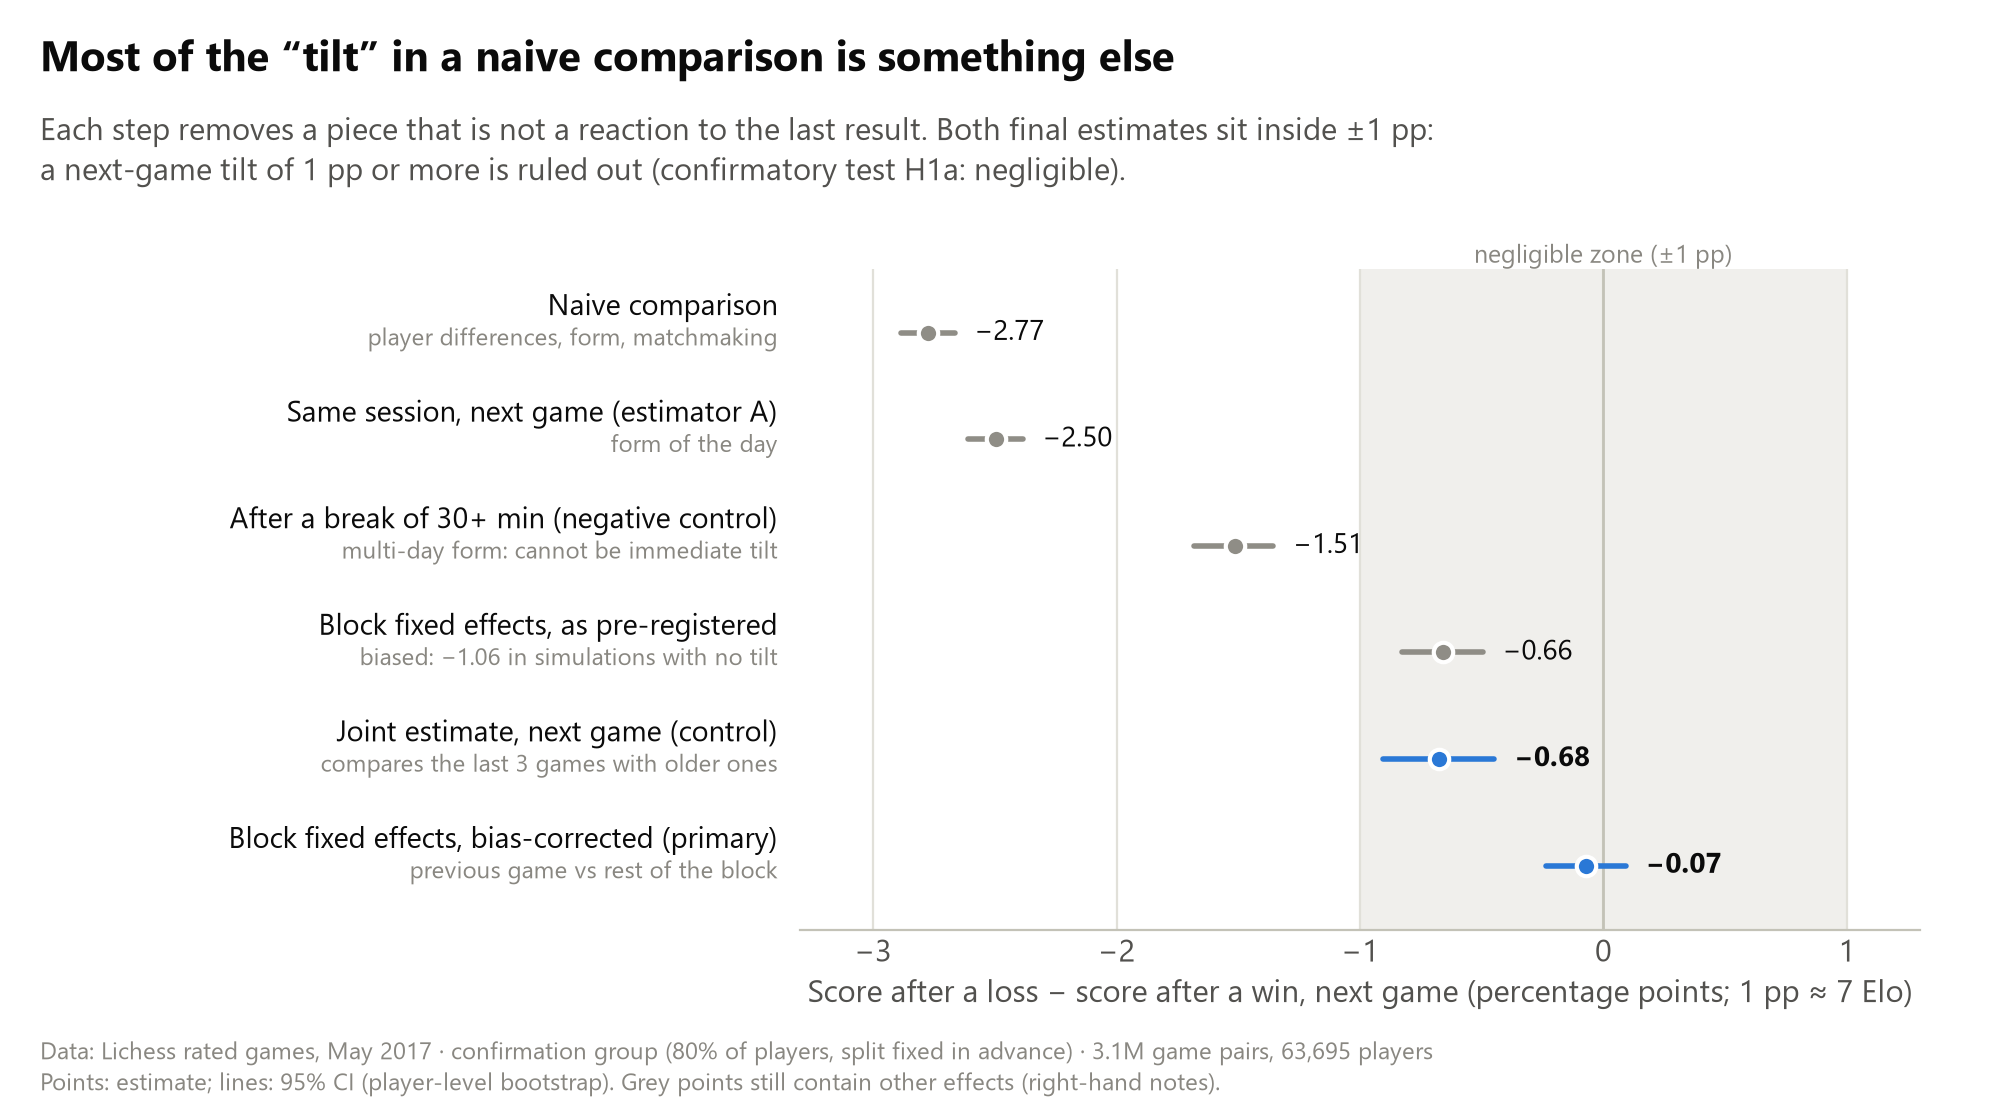 Most of the “tilt” in a naive comparison is something else
Each step removes a piece that is not a reaction to the last result. Both final estimates sit inside ±1 pp:
a next-game tilt of 1 pp or more is ruled out (confirmatory test H1a: negligible).
negligible zone (±1 pp)
Naive comparison
player differences, form, matchmaking
−2.77
Same session, next game (estimator A)
form of the day
−2.50
After a break of 30+ min (negative control)
multi-day form: cannot be immediate tilt
−1.51
Block fixed effects, as pre-registered
biased: −1.06 in simulations with no tilt
−0.66
Joint estimate, next game (control)
compares the last 3 games with older ones
−0.68
Block fixed effects, bias-corrected (primary)
previous game vs rest of the block
−0.07
−3 −2 −1 0 1
Score after a loss − score after a win, next game (percentage points; 1 pp ≈ 7 Elo)
Data: Lichess rated games, May 2017 · confirmation group (80% of players, split fixed in advance) · 3.1M game pairs, 63,695 players
Points: estimate; lines: 95% CI (player-level bootstrap). Grey points still contain other effects (right-hand notes).